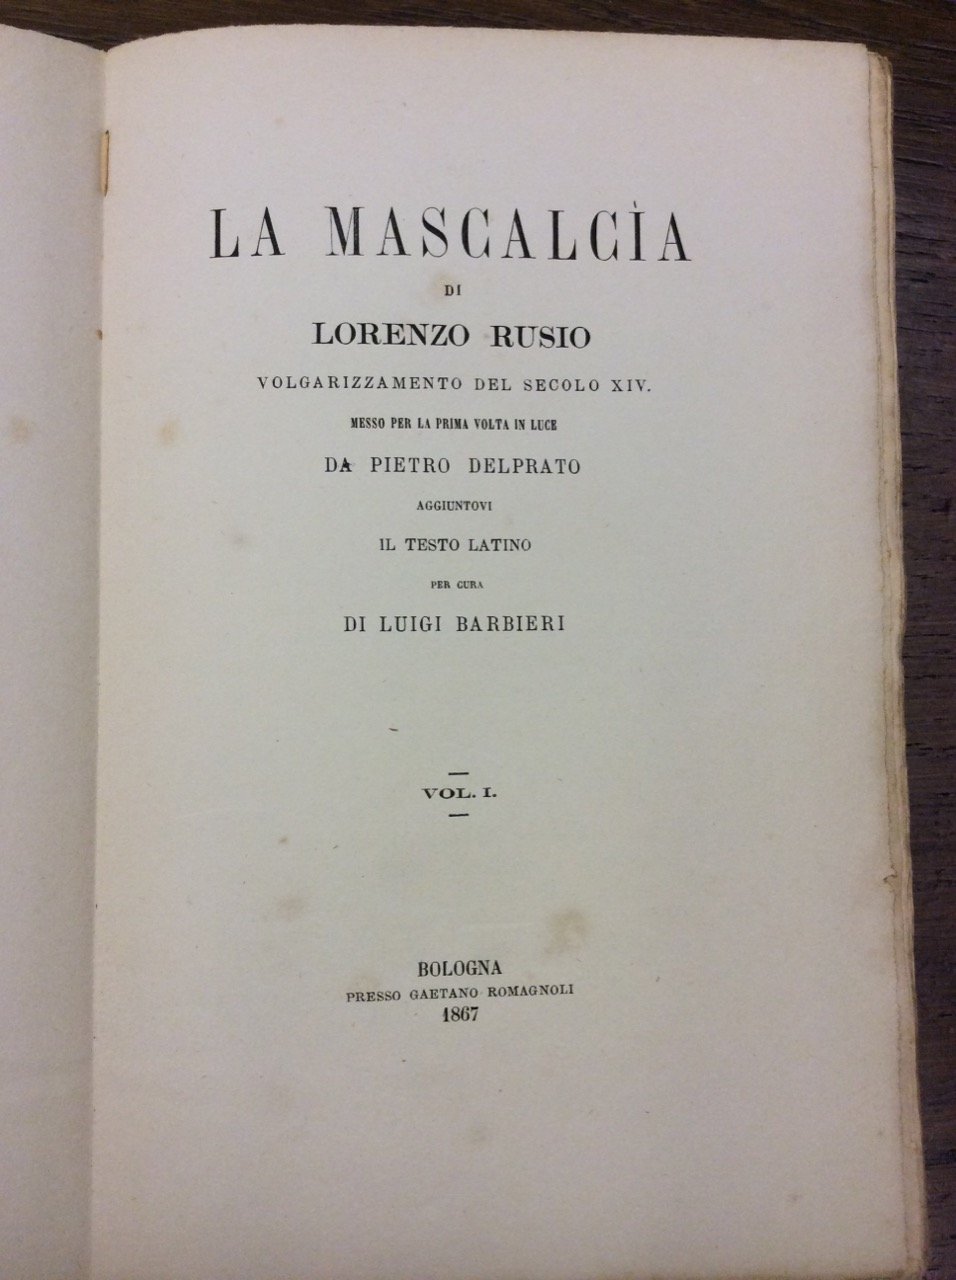 LA MASCALCÌA
DI
LORENZO RUSIO
VOLGARIZZAMENTO DEL SECOLO XIV.
MESSO PER LA PRIMA VOLTA IN LUCE
DA PIETRO DELPRATO
AGGIUNTOVI
IL TESTO LATINO
PER CURA
DI LUIGI BARBIERI
VOL. I.
BOLOGNA
PRESSO GAETANO ROMAGNOLI
1867